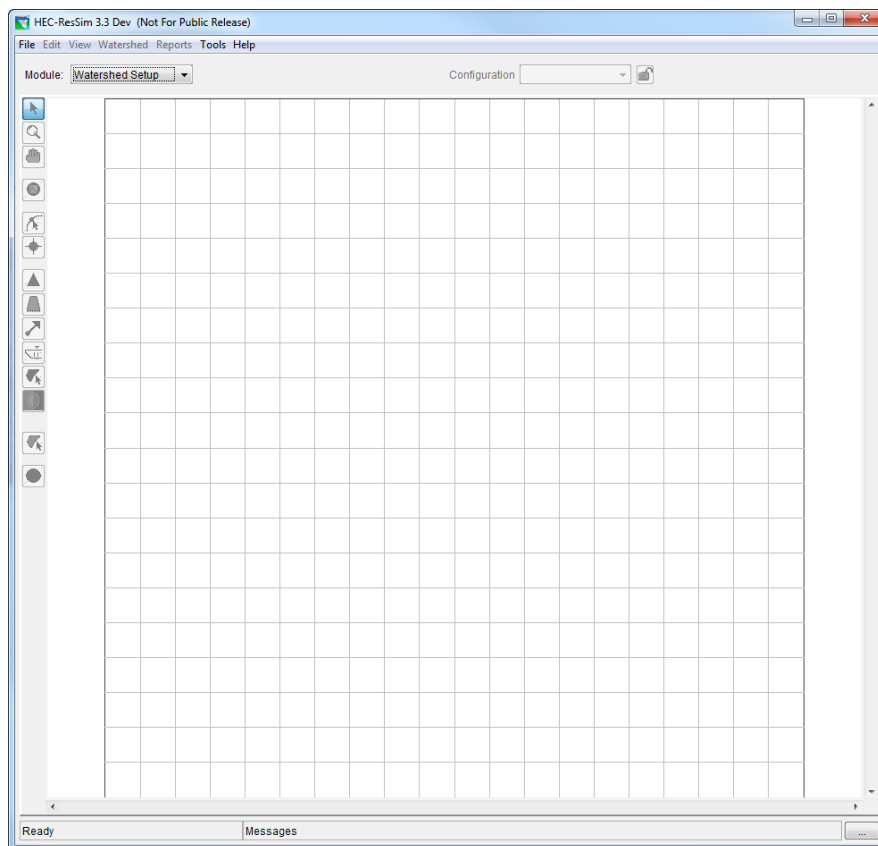 HEC-ResSim 3.3 Dev (Not For Public Release)
File Edit View Watershed Reports Tools Help
Module: Watershed Setup Configuration
Ready Messages ...